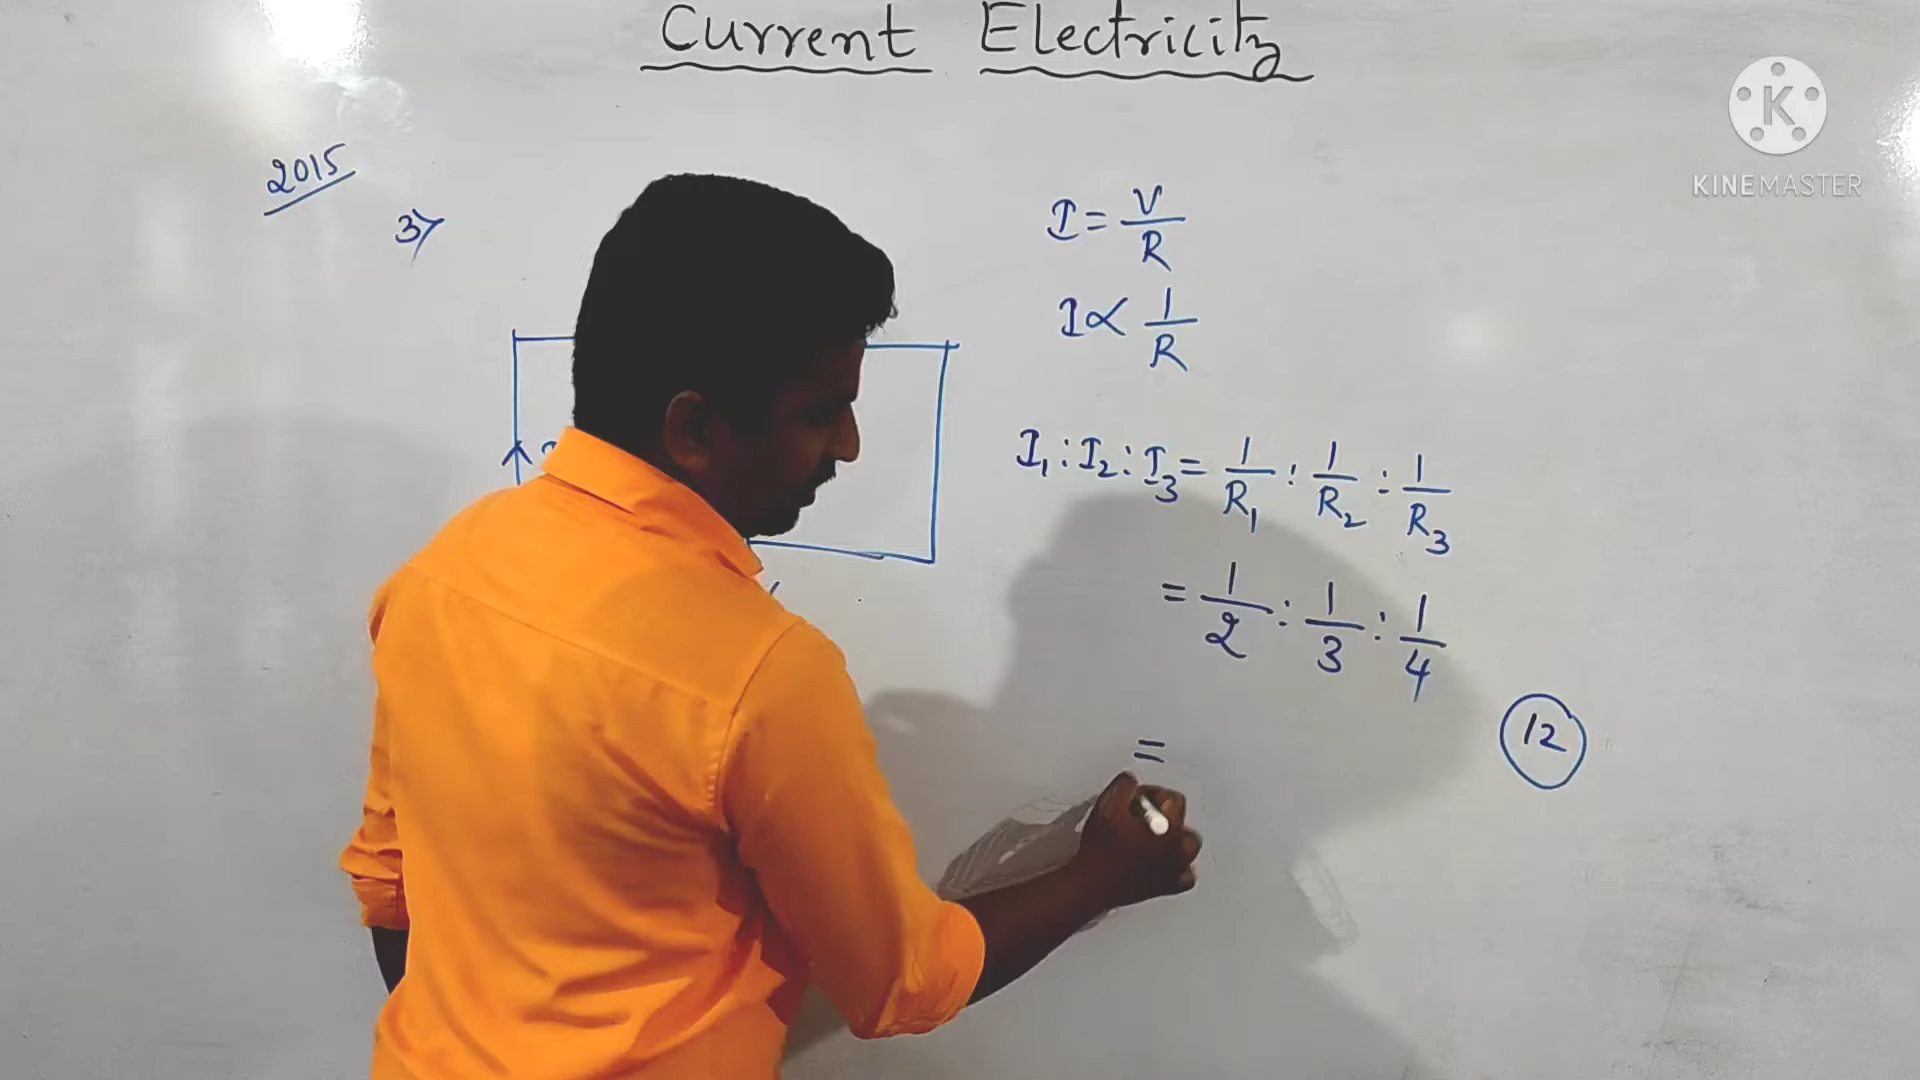 Current Electricity
2015
3)
I = V/R
I ∝ 1/R
I₁ : I₂ : I₃ = 1/R₁ : 1/R₂ : 1/R₃
= 1/2 : 1/3 : 1/4
=
12
KINEMASTER